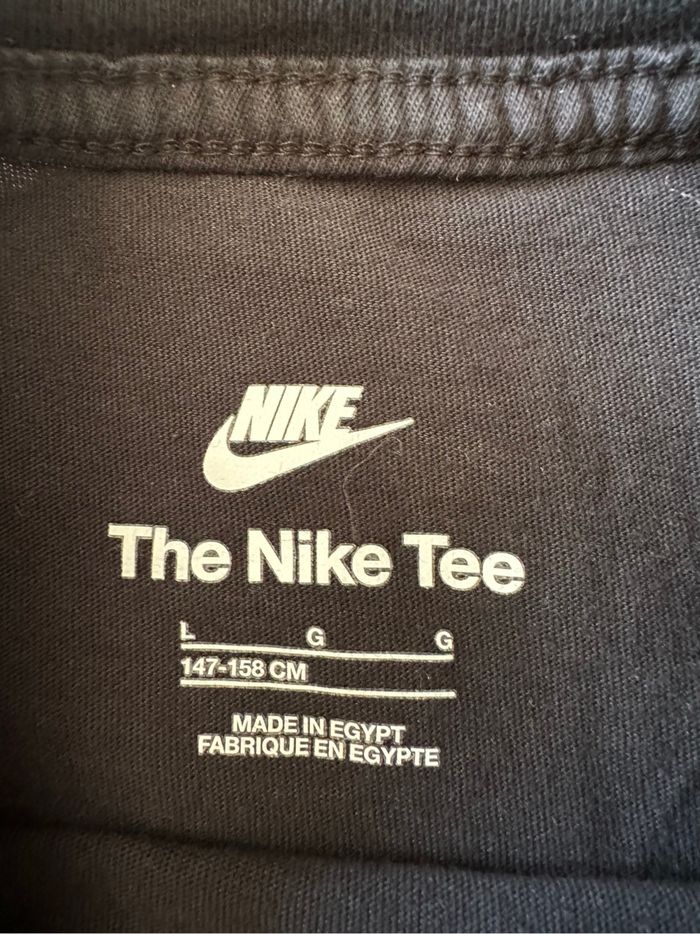 NIKE
The Nike Tee
L G G
147-158 CM
MADE IN EGYPT
FABRIQUE EN EGYPTE